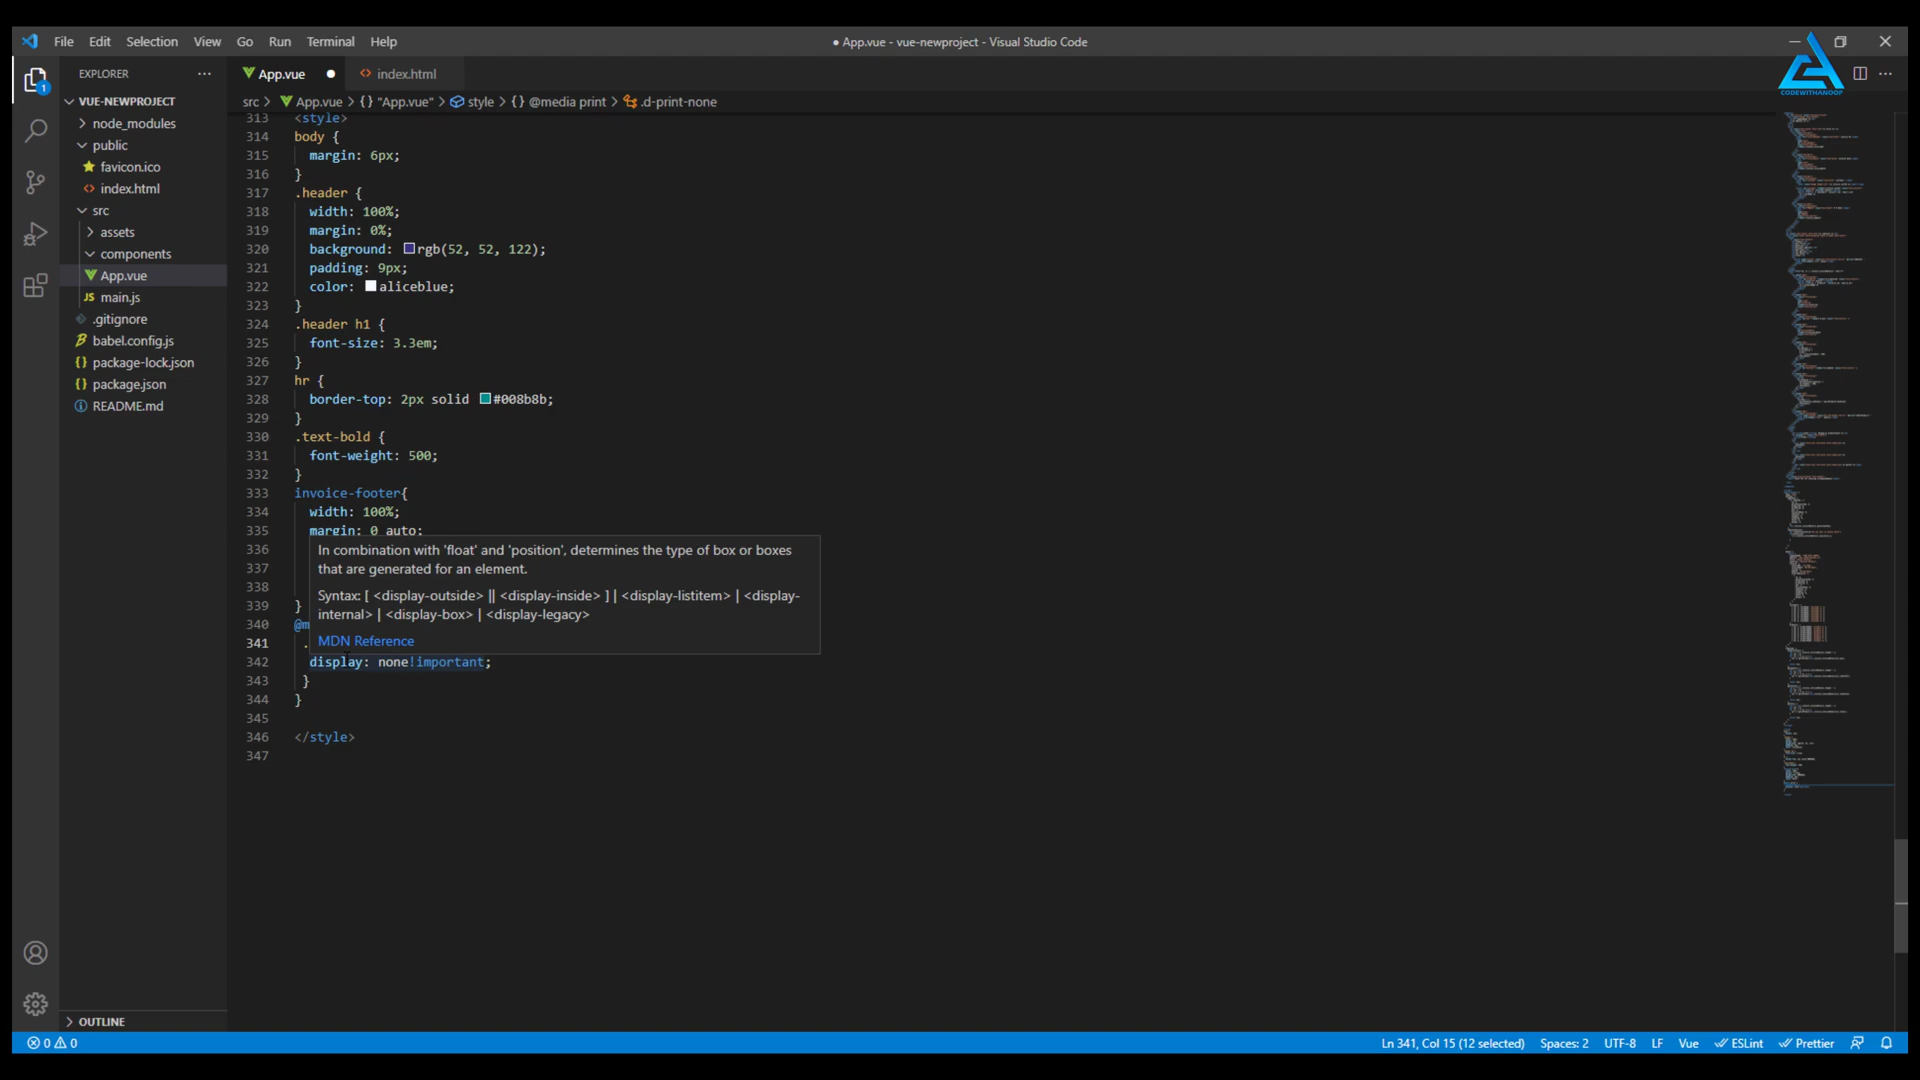 File Edit Selection View Go Run Terminal Help
● App.vue - vue-newproject - Visual Studio Code
CODEWITHANOOP
EXPLORER
App.vue
index.html
VUE-NEWPROJECT
node_modules
public
favicon.ico
index.html
src
assets
components
App.vue
main.js
.gitignore
babel.config.js
package-lock.json
package.json
README.md
OUTLINE
1
src > App.vue > {} "App.vue" > style > {} @media print > .d-print-none
313 <style>
314 body {
315 margin: 6px;
316 }
317 .header {
318 width: 100%;
319 margin: 0%;
320 background: rgb(52, 52, 122);
321 padding: 9px;
322 color: aliceblue;
323 }
324 .header h1 {
325 font-size: 3.3em;
326 }
327 hr {
328 border-top: 2px solid #008b8b;
329 }
330 .text-bold {
331 font-weight: 500;
332 }
333 invoice-footer{
334 width: 100%;
335 margin: 0 auto;
336
337
338
339 }
340 @m
341 .
In combination with 'float' and 'position', determines the type of box or boxes
that are generated for an element.
Syntax: [ <display-outside> || <display-inside> ] | <display-listitem> | <display-
internal> | <display-box> | <display-legacy>
MDN Reference
342 display: none!important;
343 }
344 }
345
346 </style>
347
0 0
Ln 341, Col 15 (12 selected) Spaces: 2 UTF-8 LF Vue ESLint Prettier